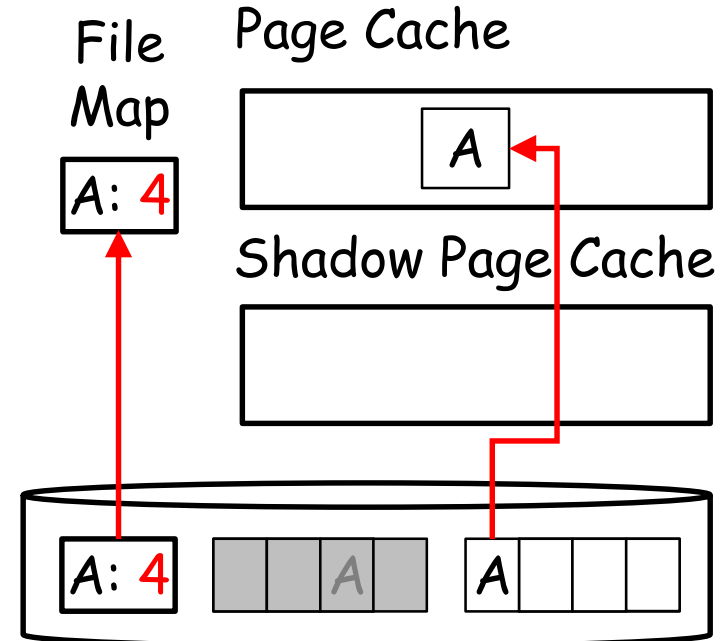 File
Map
Page Cache
A: 4
A
Shadow Page Cache
A: 4
A
A